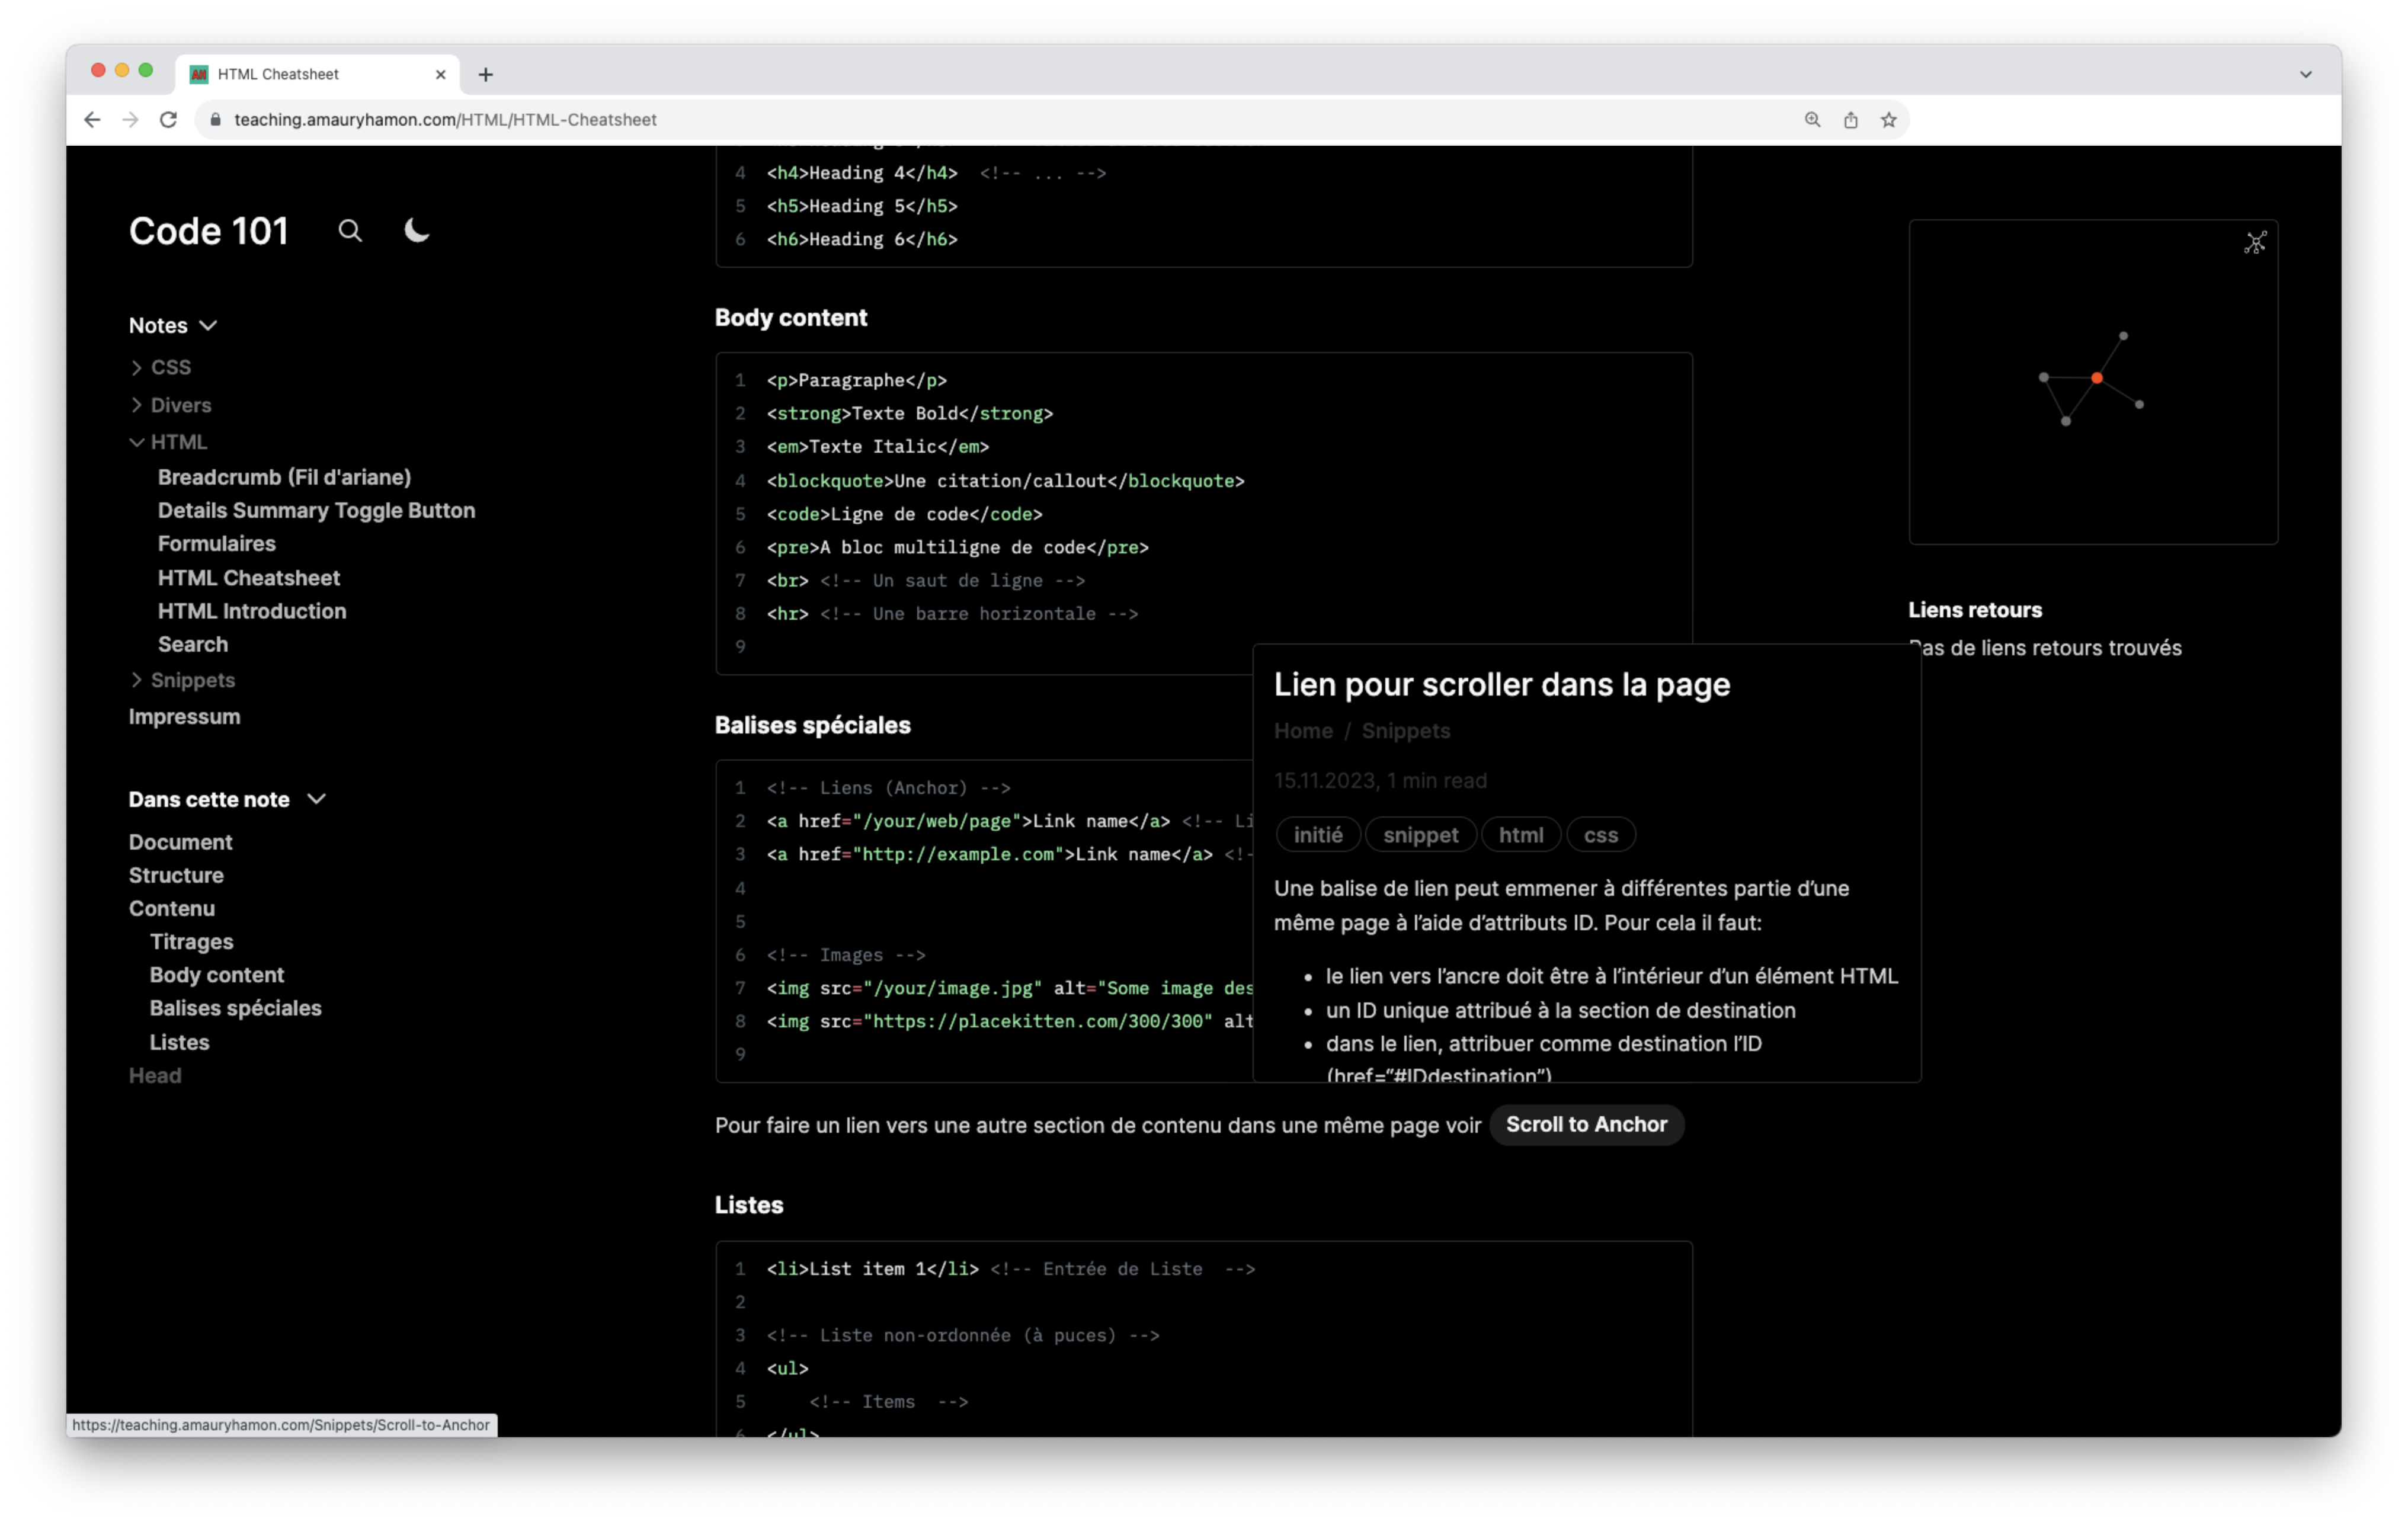 HTML Cheatsheet
teaching.amauryhamon.com/HTML/HTML-Cheatsheet
Code 101
Notes
CSS
Divers
HTML
Breadcrumb (Fil d'ariane)
Details Summary Toggle Button
Formulaires
HTML Cheatsheet
HTML Introduction
Search
Snippets
Impressum
Dans cette note
Document
Structure
Contenu
Titrages
Body content
Balises spéciales
Listes
Head
4 <h4>Heading 4</h4> <!-- ... -->
5 <h5>Heading 5</h5>
6 <h6>Heading 6</h6>
Body content
1 <p>Paragraphe</p>
2 <strong>Texte Bold</strong>
3 <em>Texte Italic</em>
4 <blockquote>Une citation/callout</blockquote>
5 <code>Ligne de code</code>
6 <pre>A bloc multiligne de code</pre>
7 <br> <!-- Un saut de ligne -->
8 <hr> <!-- Une barre horizontale -->
9
Balises spéciales
1 <!-- Liens (Anchor) -->
2 <a href="/your/web/page">Link name</a> <!-- Li
3 <a href="http://example.com">Link name</a> <!-
4
5
6 <!-- Images -->
7 <img src="/your/image.jpg" alt="Some image des
8 <img src="https://placekitten.com/300/300" alt
9
Lien pour scroller dans la page
Home / Snippets
15.11.2023, 1 min read
initié snippet html css
Une balise de lien peut emmener à différentes partie d’une
même page à l’aide d’attributs ID. Pour cela il faut:
• le lien vers l’ancre doit être à l’intérieur d’un élément HTML
• un ID unique attribué à la section de destination
• dans le lien, attribuer comme destination l’ID
(href=“#IDdestination”)
Pour faire un lien vers une autre section de contenu dans une même page voir Scroll to Anchor
Listes
1 <li>List item 1</li> <!-- Entrée de Liste -->
2
3 <!-- Liste non-ordonnée (à puces) -->
4 <ul>
5 <!-- Items -->
6 </ul>
Liens retours
Pas de liens retours trouvés
https://teaching.amauryhamon.com/Snippets/Scroll-to-Anchor